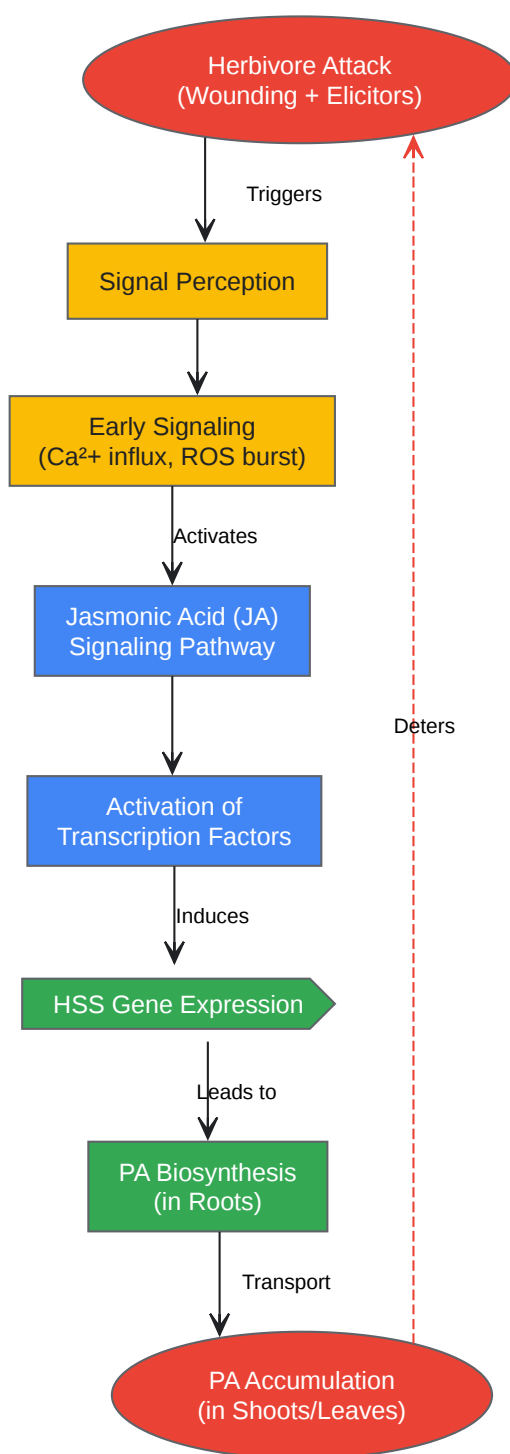 Herbivore Attack
(Wounding + Elicitors)
Triggers
Signal Perception
Early Signaling
(Ca²+ influx, ROS burst)
Activates
Jasmonic Acid (JA)
Signaling Pathway
Deters
Activation of
Transcription Factors
Induces
HSS Gene Expression
Leads to
PA Biosynthesis
(in Roots)
Transport
PA Accumulation
(in Shoots/Leaves)